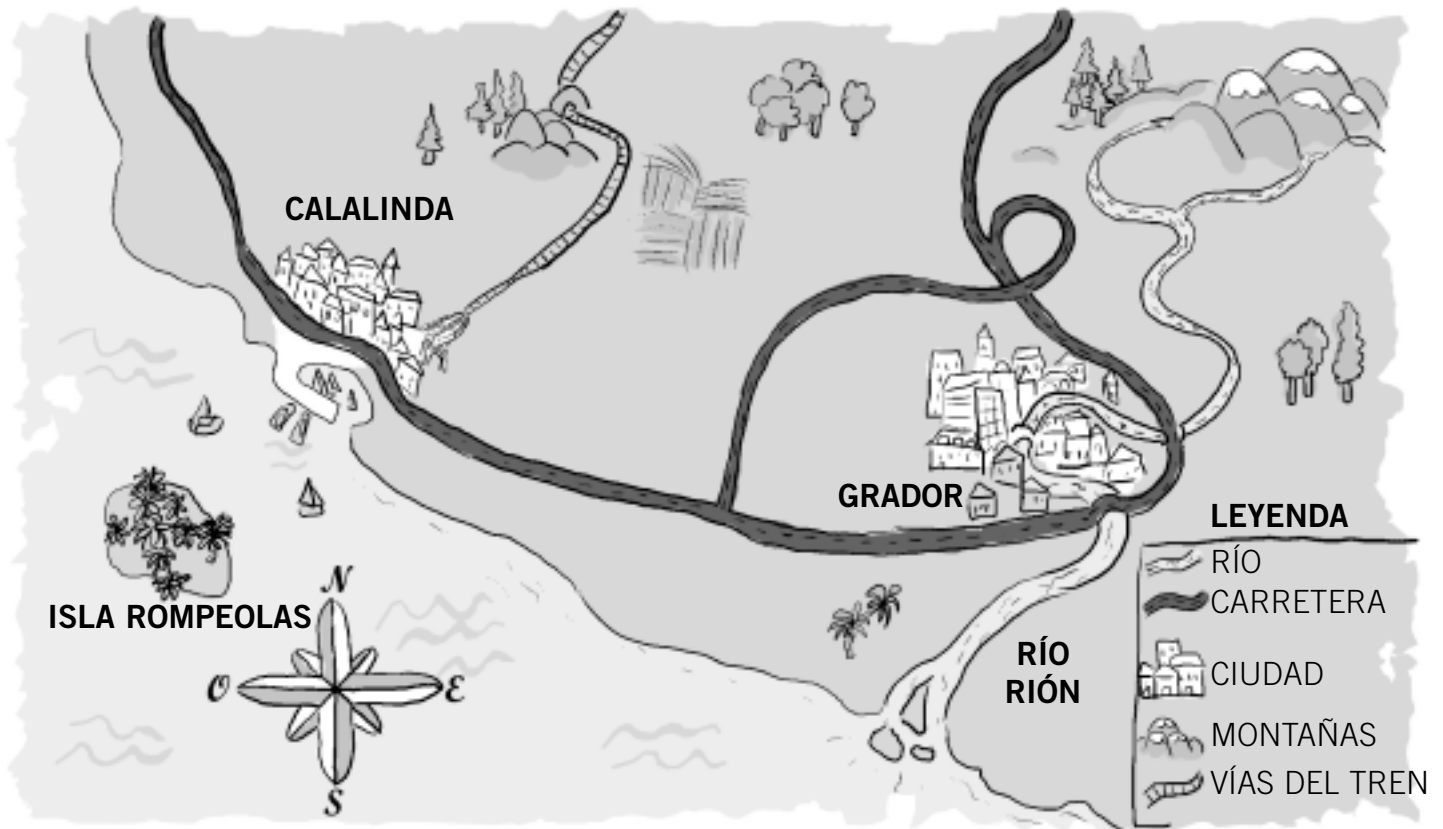 CALALINDA
GRADOR
ISLA ROMPEOLAS
N
O
E
S
RÍO
RIÓN
LEYENDA
RÍO
CARRETERA
CIUDAD
MONTAÑAS
VÍAS DEL TREN